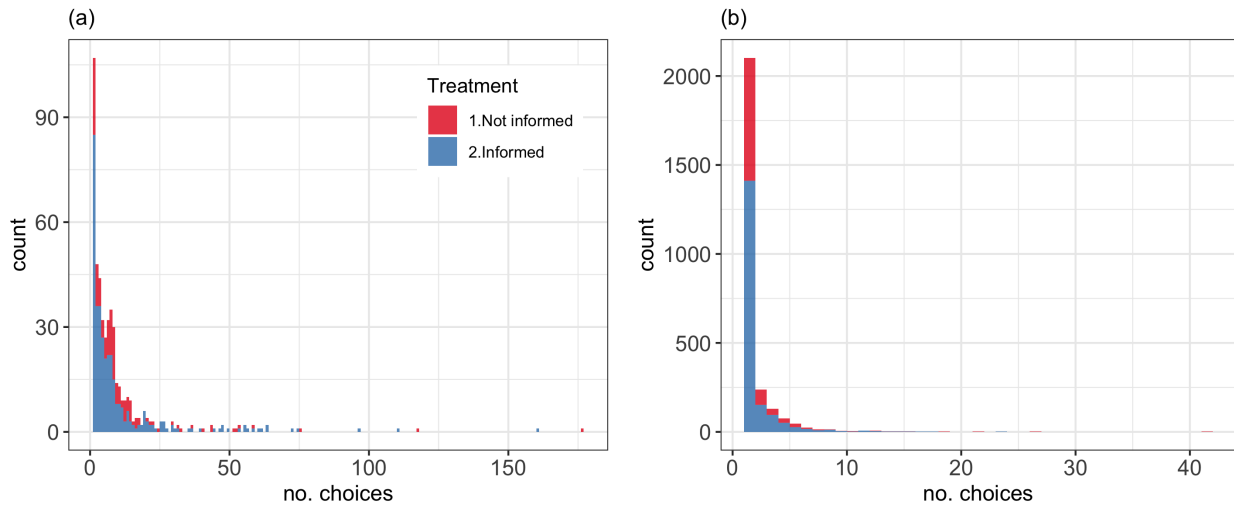 (a)
count
90
60
30
0
Treatment
1.Not informed
2.Informed
0 50 100 150
no. choices
(b)
count
2000
1500
1000
500
0
0 10 20 30 40
no. choices